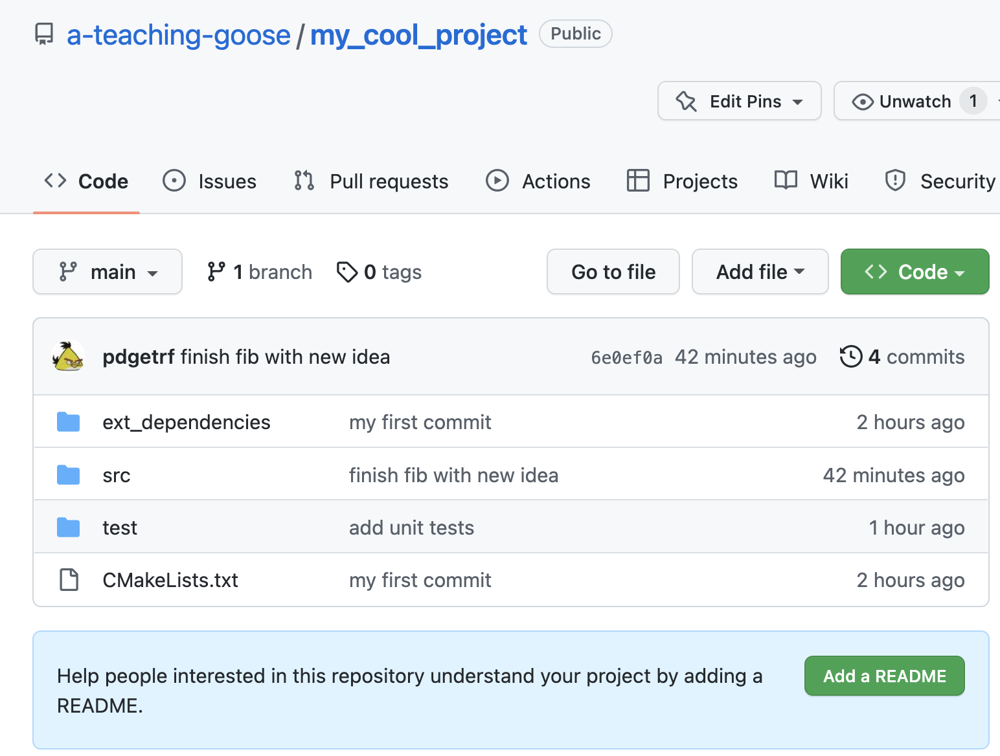 a-teaching-goose / my_cool_project Public
Edit Pins Unwatch 1
Code Issues Pull requests Actions Projects Wiki Security
main 1 branch 0 tags Go to file Add file Code
pdgetrf finish fib with new idea 6e0ef0a 42 minutes ago 4 commits
ext_dependencies my first commit 2 hours ago
src finish fib with new idea 42 minutes ago
test add unit tests 1 hour ago
CMakeLists.txt my first commit 2 hours ago
Help people interested in this repository understand your project by adding a
README.
Add a README